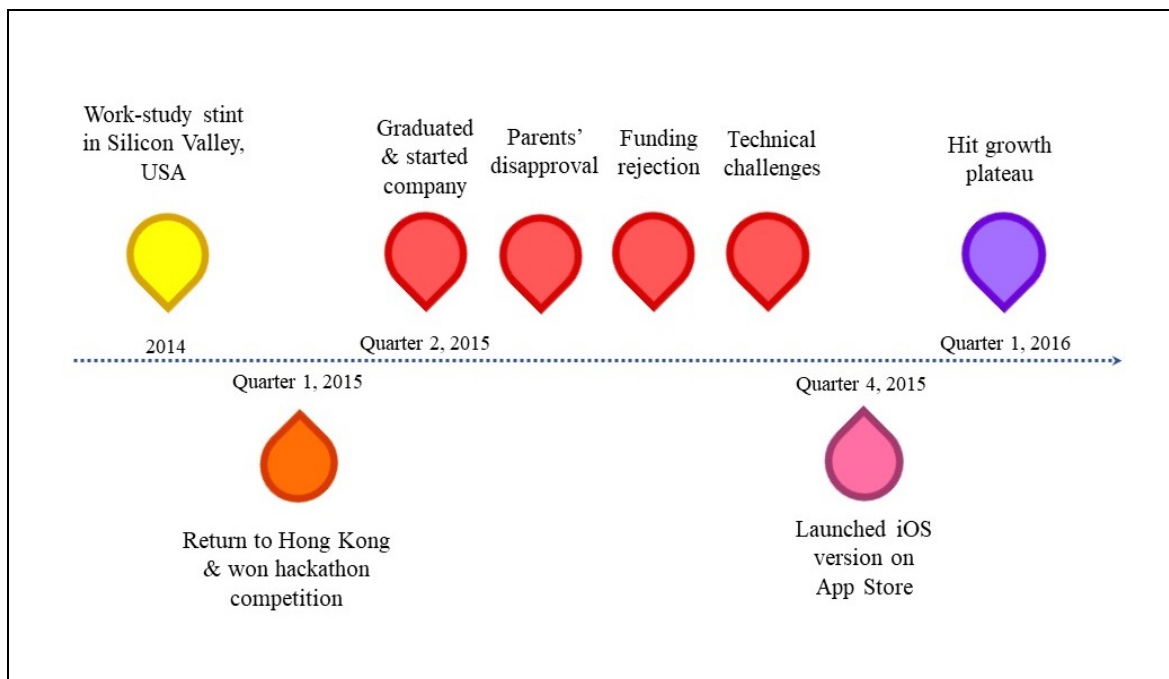 Work-study stint
in Silicon Valley,
USA
Graduated
& started
company
Parents’
disapproval
Funding
rejection
Technical
challenges
Hit growth
plateau
2014
Quarter 2, 2015
Quarter 1, 2016
Quarter 1, 2015
Quarter 4, 2015
Return to Hong Kong
& won hackathon
competition
Launched iOS
version on
App Store